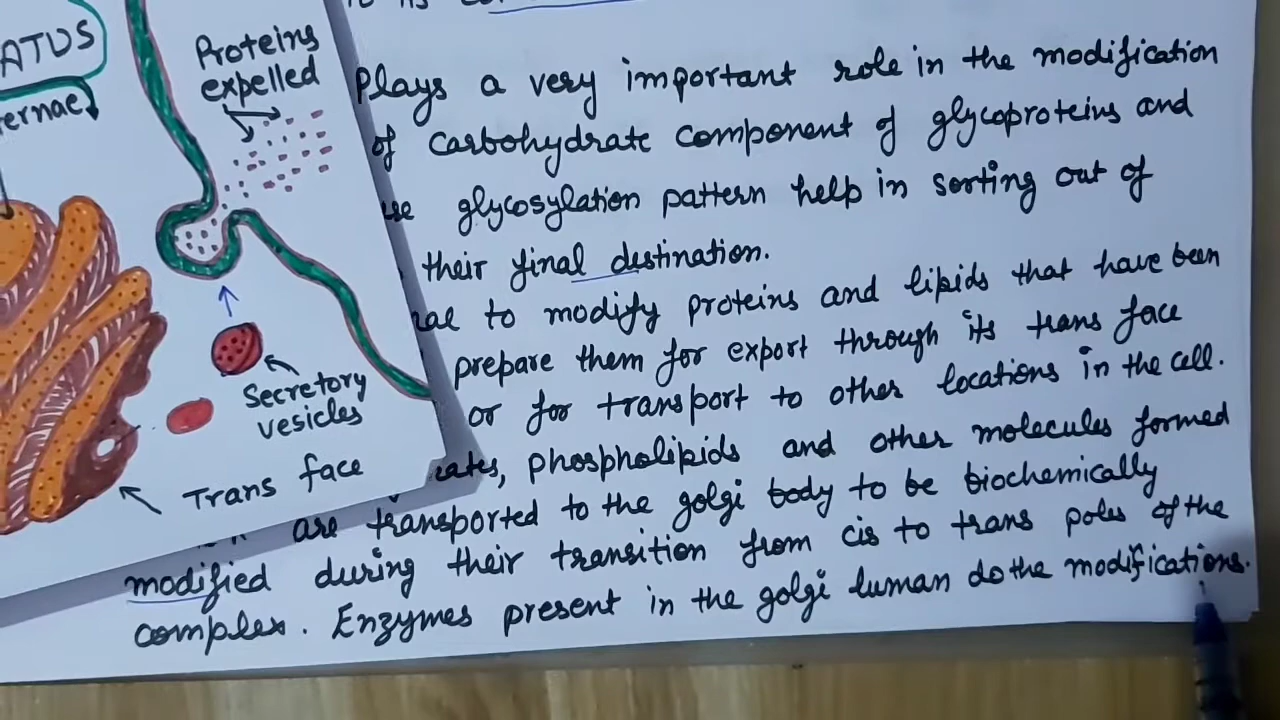 ATUS
ernae
Proteins
expelled
Secretory
vesicles
Trans face
Plays a very important role in the modification
of carbohydrate component of glycoproteins and
glycosylation pattern help in sorting out of
their final destination.
to modify proteins and lipids that have been
prepare them for export through its trans face
or for transport to other locations in the cell.
ates, phospholipids and other molecules formed
are transported to the golgi body to be biochemically
modified during their transition from cis to trans poles of the
complex. Enzymes present in the golgi luman do the modifications.